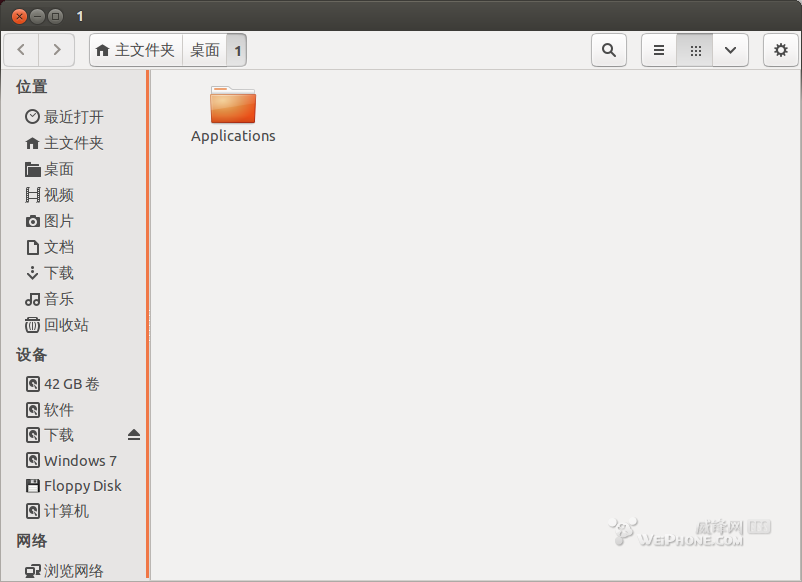 1
主文件夹 桌面 1
位置
最近打开
主文件夹
桌面
视频
图片
文档
下载
音乐
回收站
设备
42 GB 卷
软件
下载
Windows 7
Floppy Disk
计算机
网络
浏览网络
Applications
威锋网
WEIPHONE.COM